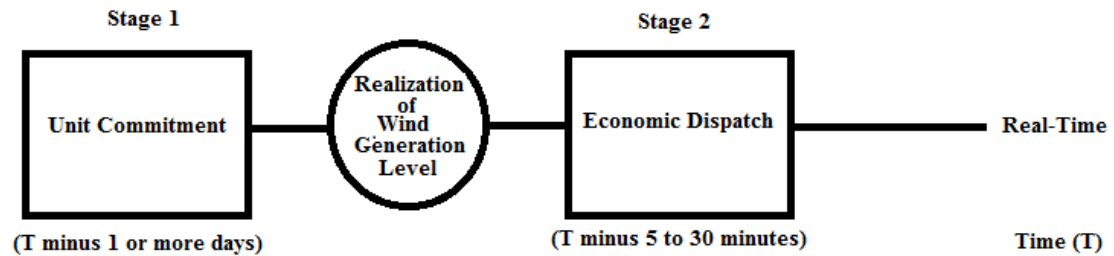 Stage 1
Stage 2
Unit Commitment
Realization
of
Wind
Generation
Level
Economic Dispatch
Real-Time
(T minus 1 or more days)
(T minus 5 to 30 minutes)
Time (T)